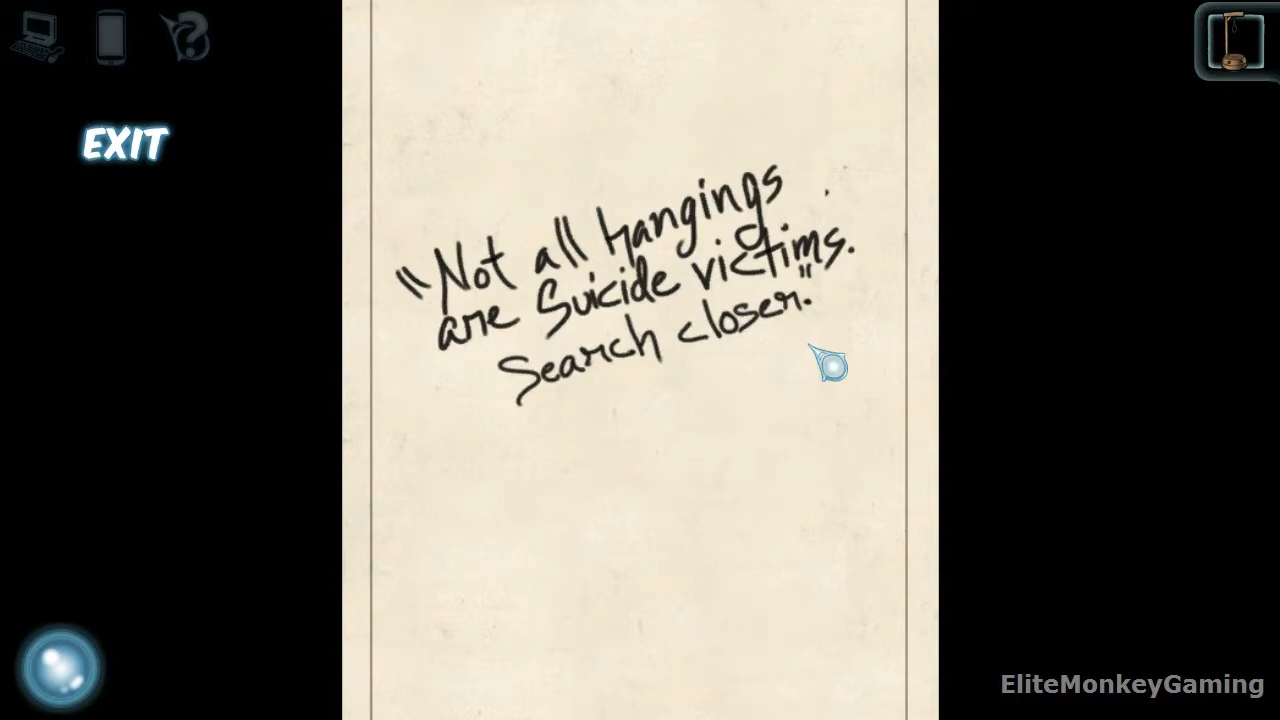 EXIT
"Not all hangings
are Suicide victims.
Search closer."
EliteMonkeyGaming